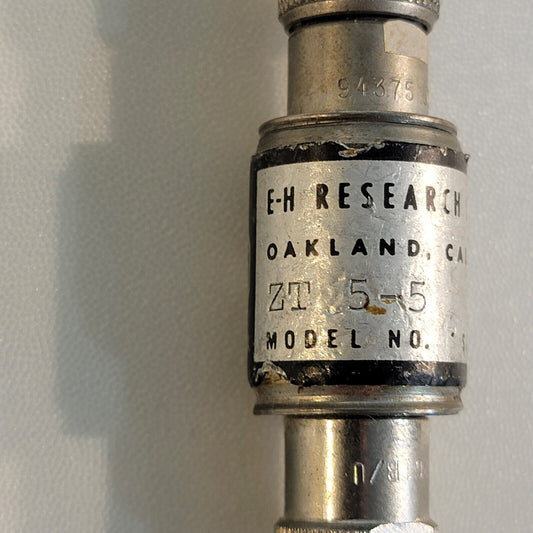 94375
E-H RESEARCH
OAKLAND, CA
ZT 5-5
MODEL NO.